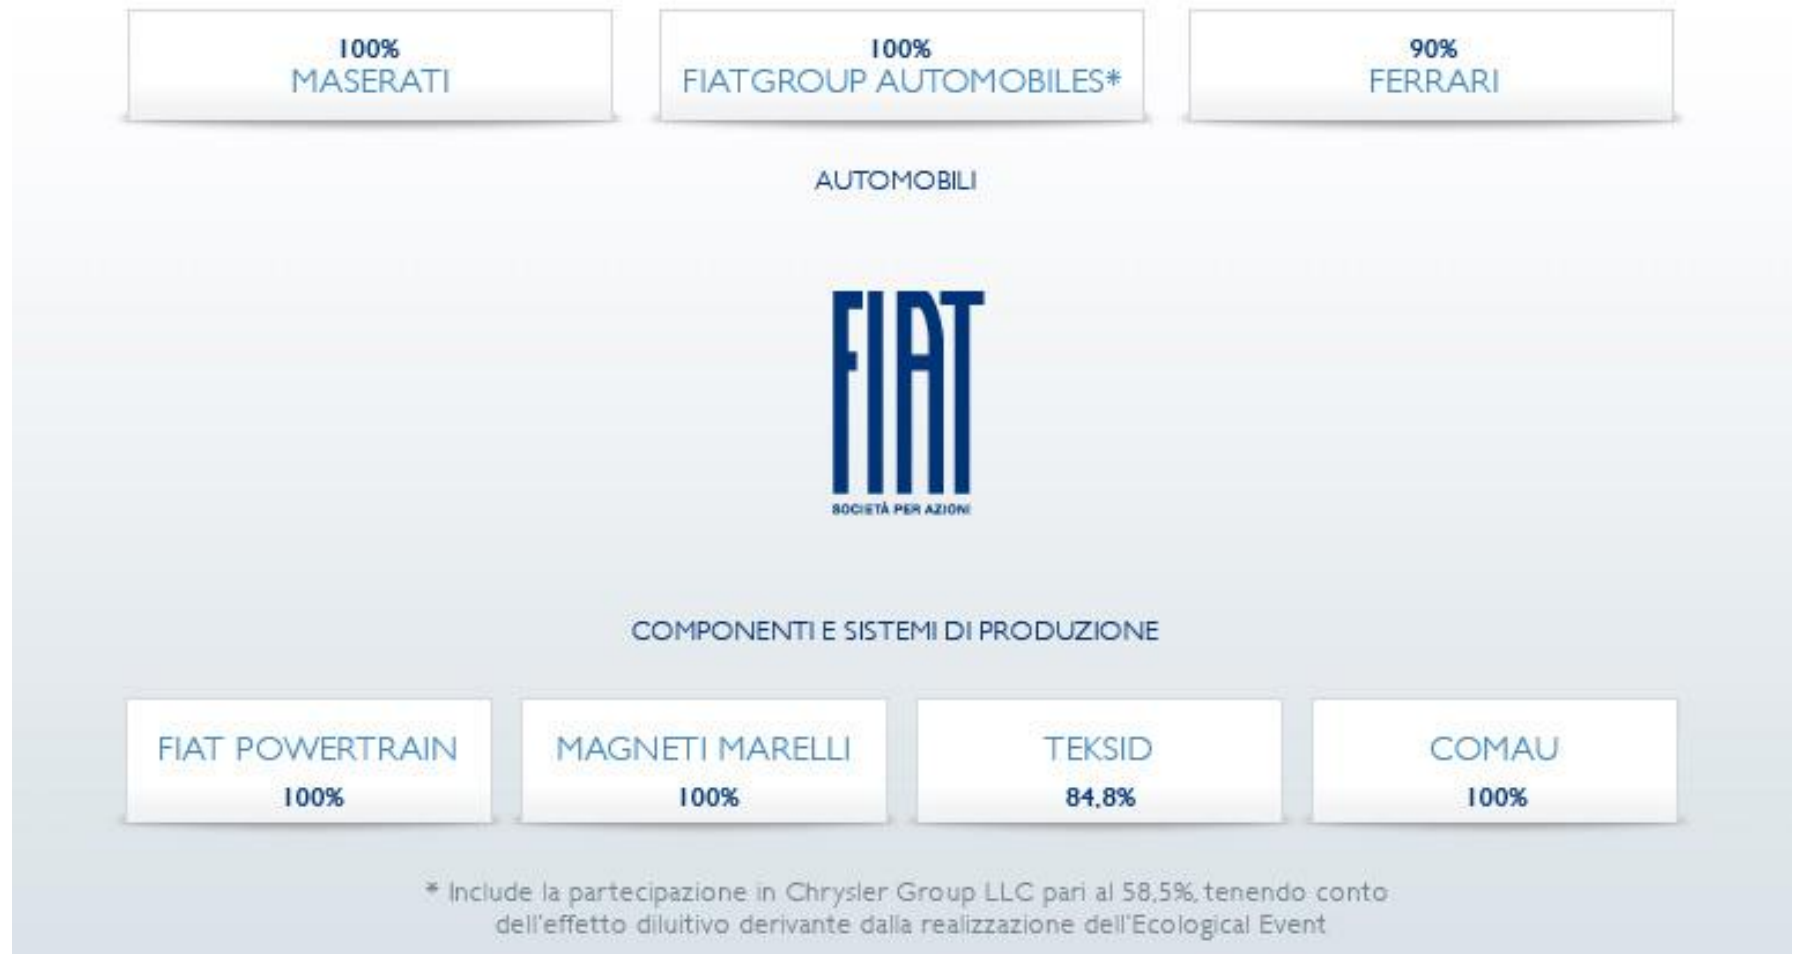 100%
MASERATI
100%
FIAT GROUP AUTOMOBILES*
90%
FERRARI
AUTOMOBILI
FIAT
SOCIETÀ PER AZIONI
COMPONENTI E SISTEMI DI PRODUZIONE
FIAT POWERTRAIN
100%
MAGNETI MARELLI
100%
TEKSID
84,8%
COMAU
100%
* Include la partecipazione in Chrysler Group LLC pari al 58,5%, tenendo conto
dell'effetto diluitivo derivante dalla realizzazione dell'Ecological Event